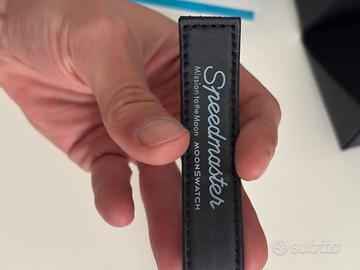 Speedmaster
Mission to the Moon MOONSWATCH
subito